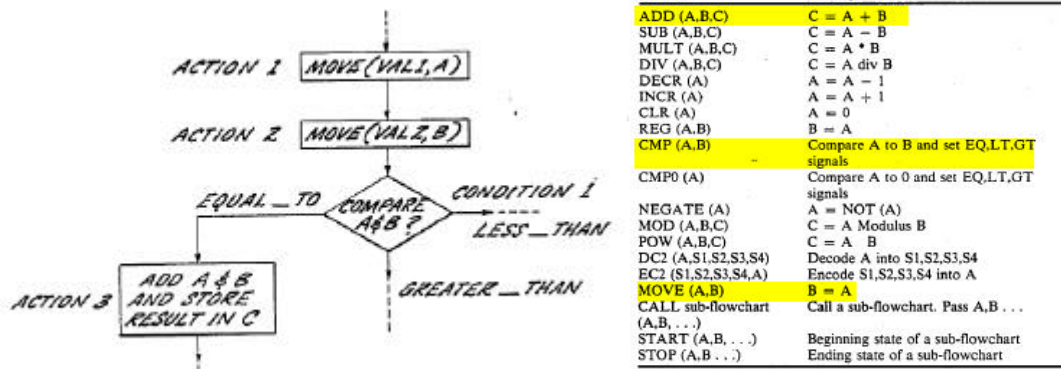 ACTION 1
MOVE(VAL1,A)
ACTION 2
MOVE(VAL2,B)
CONDITION 1
EQUAL_TO
COMPARE
A&B?
LESS_THAN
GREATER_THAN
ACTION 3
ADD A & B
AND STORE
RESULT IN C
ADD (A,B,C) C = A + B
SUB (A,B,C) C = A − B
MULT (A,B,C) C = A * B
DIV (A,B,C) C = A div B
DECR (A) A = A − 1
INCR (A) A = A + 1
CLR (A) A = 0
REG (A,B) B = A
CMP (A,B) Compare A to B and set EQ,LT,GT
signals
CMP0 (A) Compare A to 0 and set EQ,LT,GT
signals
NEGATE (A) A = NOT (A)
MOD (A,B,C) C = A Modulus B
POW (A,B,C) C = A B
DC2 (A,S1,S2,S3,S4) Decode A into S1,S2,S3,S4
EC2 (S1,S2,S3,S4,A) Encode S1,S2,S3,S4 into A
MOVE (A,B) B = A
CALL sub-flowchart Call a sub-flowchart. Pass A,B . . .
(A,B, . . .)
START (A,B, . . .) Beginning state of a sub-flowchart
STOP (A,B . . .) Ending state of a sub-flowchart